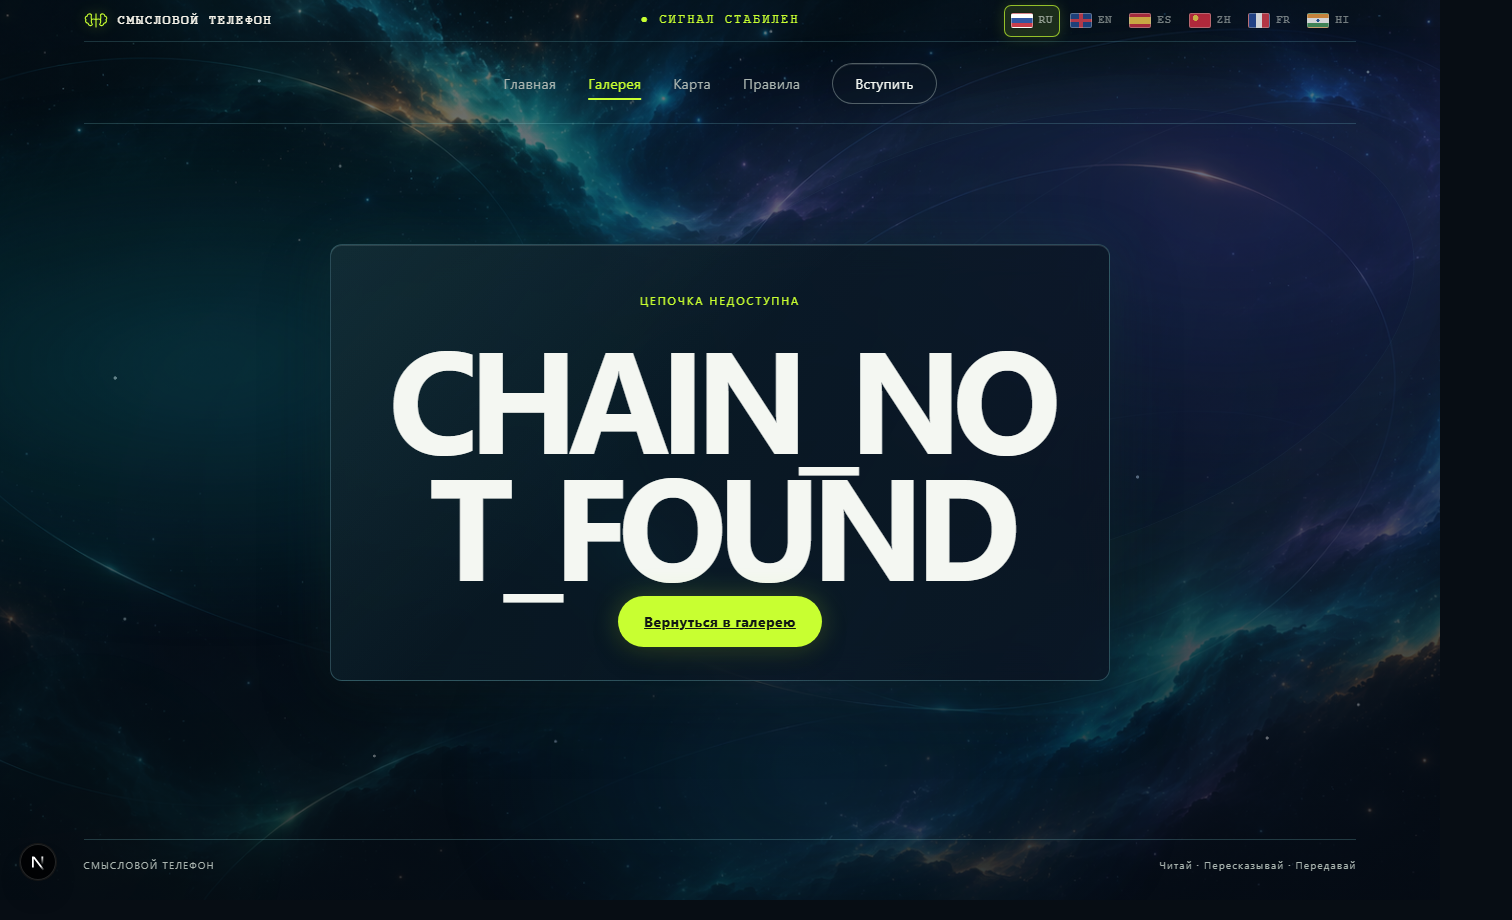 СМЫСЛОВОЙ ТЕЛЕФОН
СИГНАЛ СТАБИЛЕН
RU EN ES ZH FR HI
Главная Галерея Карта Правила Вступить
ЦЕПОЧКА НЕДОСТУПНА
CHAIN_NO
T_FOUND
Вернуться в галерею
N
СМЫСЛОВОЙ ТЕЛЕФОН
Читай · Пересказывай · Передавай